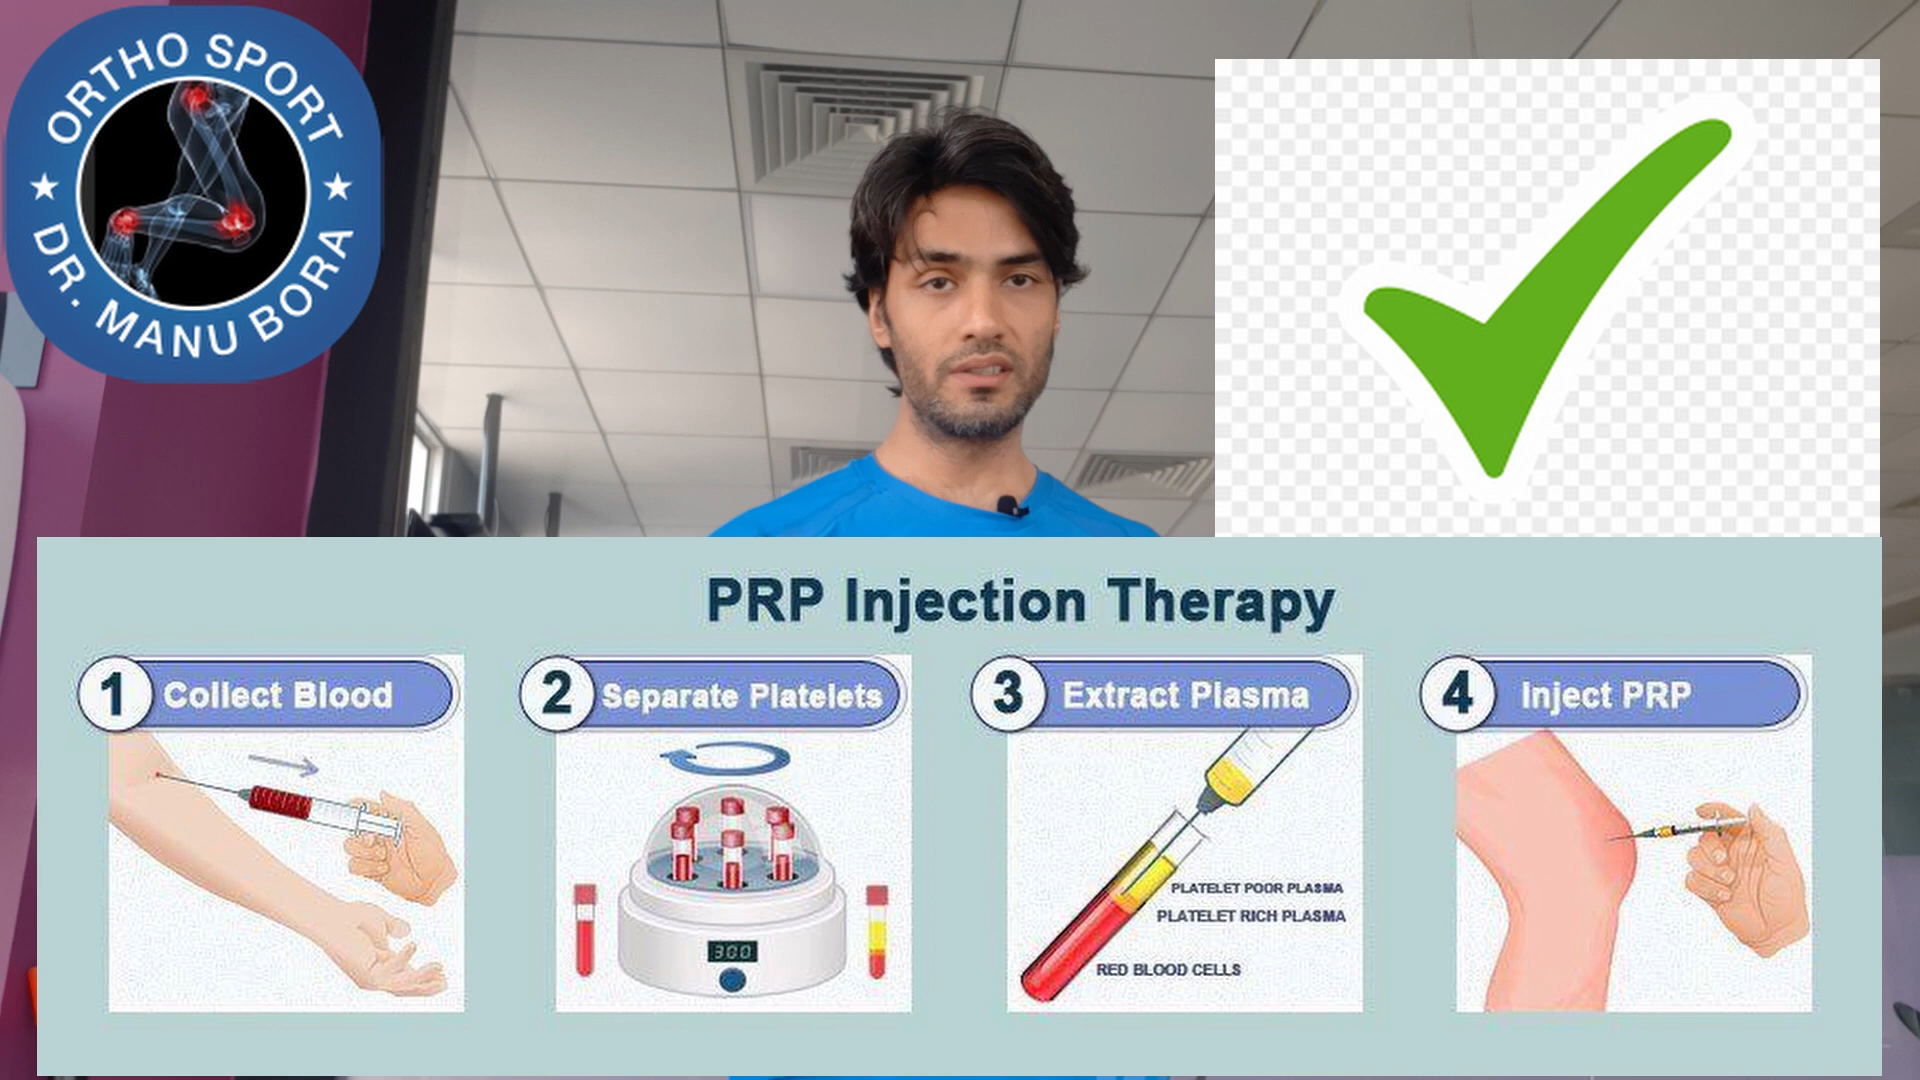 ORTHO SPORT
DR. MANU BORA
PRP Injection Therapy
1 Collect Blood
2 Separate Platelets
3 Extract Plasma
4 Inject PRP
300
PLATELET POOR PLASMA
PLATELET RICH PLASMA
RED BLOOD CELLS